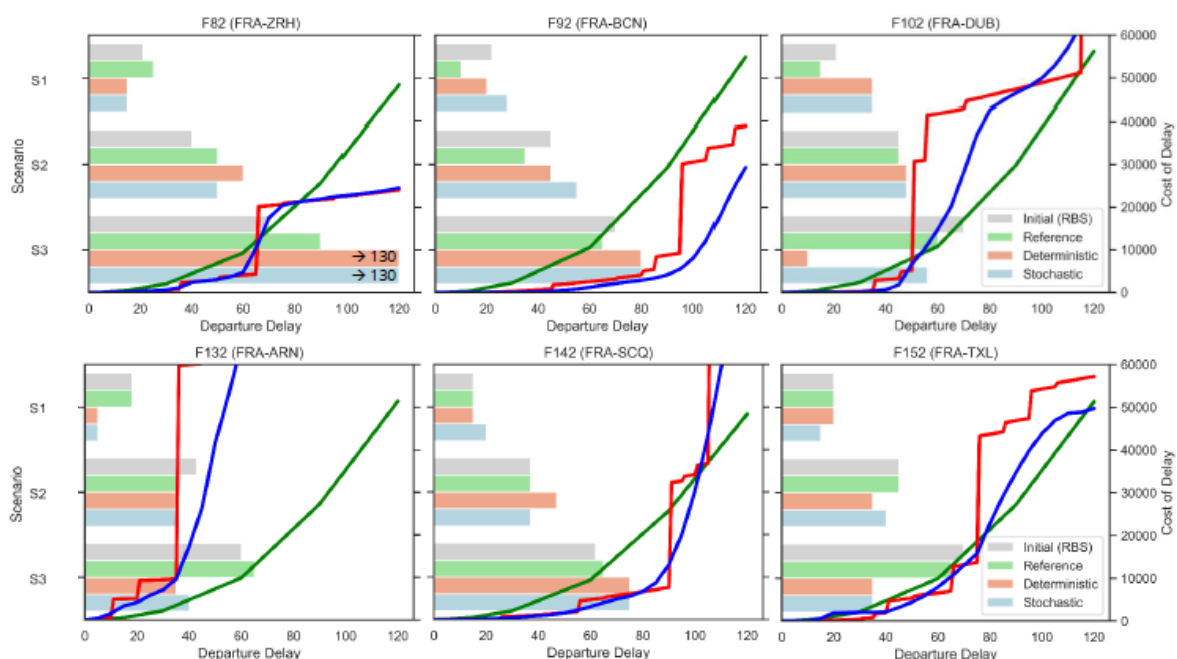 F82 (FRA-ZRH)
F92 (FRA-BCN)
F102 (FRA-DUB)
Scenario
S1
S2
S3
→ 130
→ 130
Initial (RBS)
Reference
Deterministic
Stochastic
60000
50000
40000
30000
20000
10000
0
Cost of Delay
0 20 40 60 80 100 120
0 20 40 60 80 100 120
0 20 40 60 80 100 120
Departure Delay
Departure Delay
Departure Delay
F132 (FRA-ARN)
F142 (FRA-SCQ)
F152 (FRA-TXL)
Scenario
S1
S2
S3
Initial (RBS)
Reference
Deterministic
Stochastic
60000
50000
40000
30000
20000
10000
0
Cost of Delay
0 20 40 60 80 100 120
0 20 40 60 80 100 120
0 20 40 60 80 100 120
Departure Delay
Departure Delay
Departure Delay